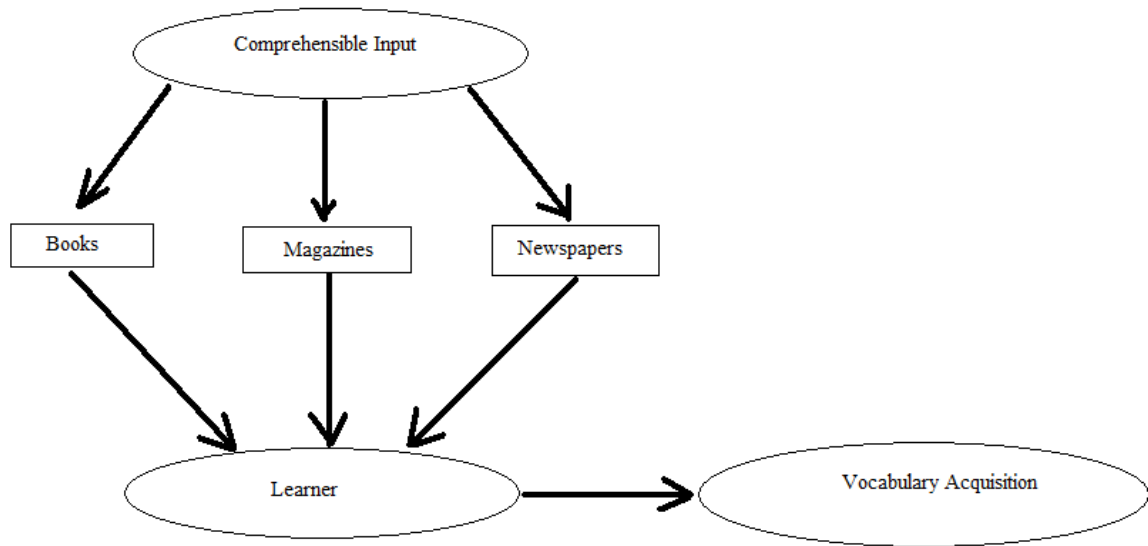 Comprehensible Input
Books
Magazines
Newspapers
Learner
Vocabulary Acquisition